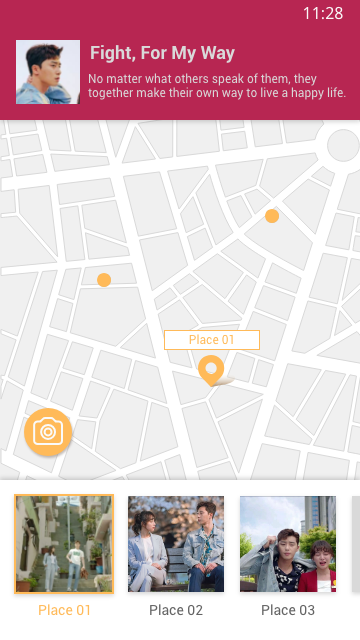 11:28
Fight, For My Way
No matter what others speak of them, they
together make their own way to live a happy life.
Place 01
Place 01
Place 02
Place 03